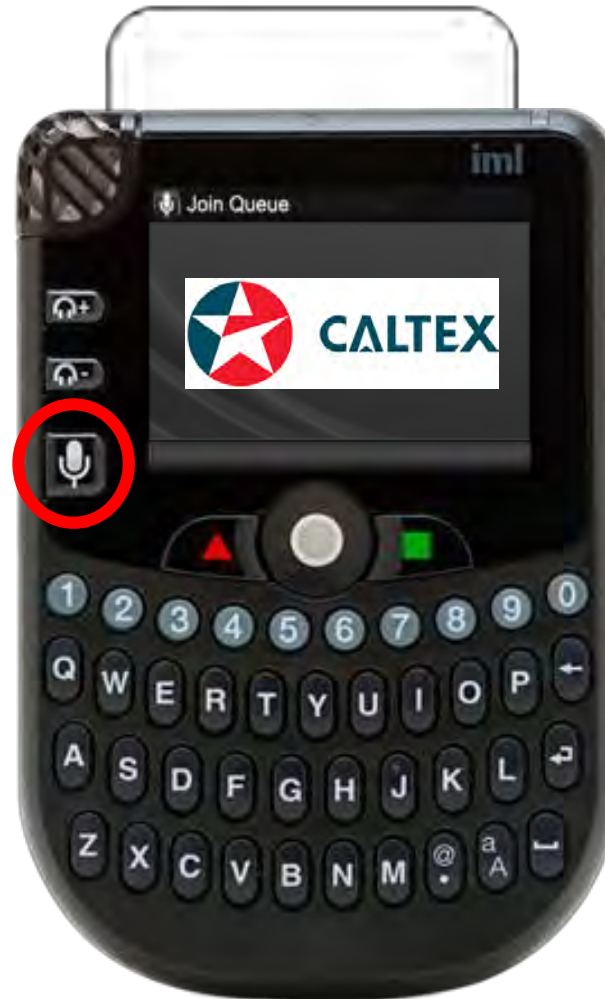 iml
Join Queue
CALTEX
+
-
1 2 3 4 5 6 7 8 9 0
Q W E R T Y U I O P
A S D F G H J K L
Z X C V B N M @ . a A